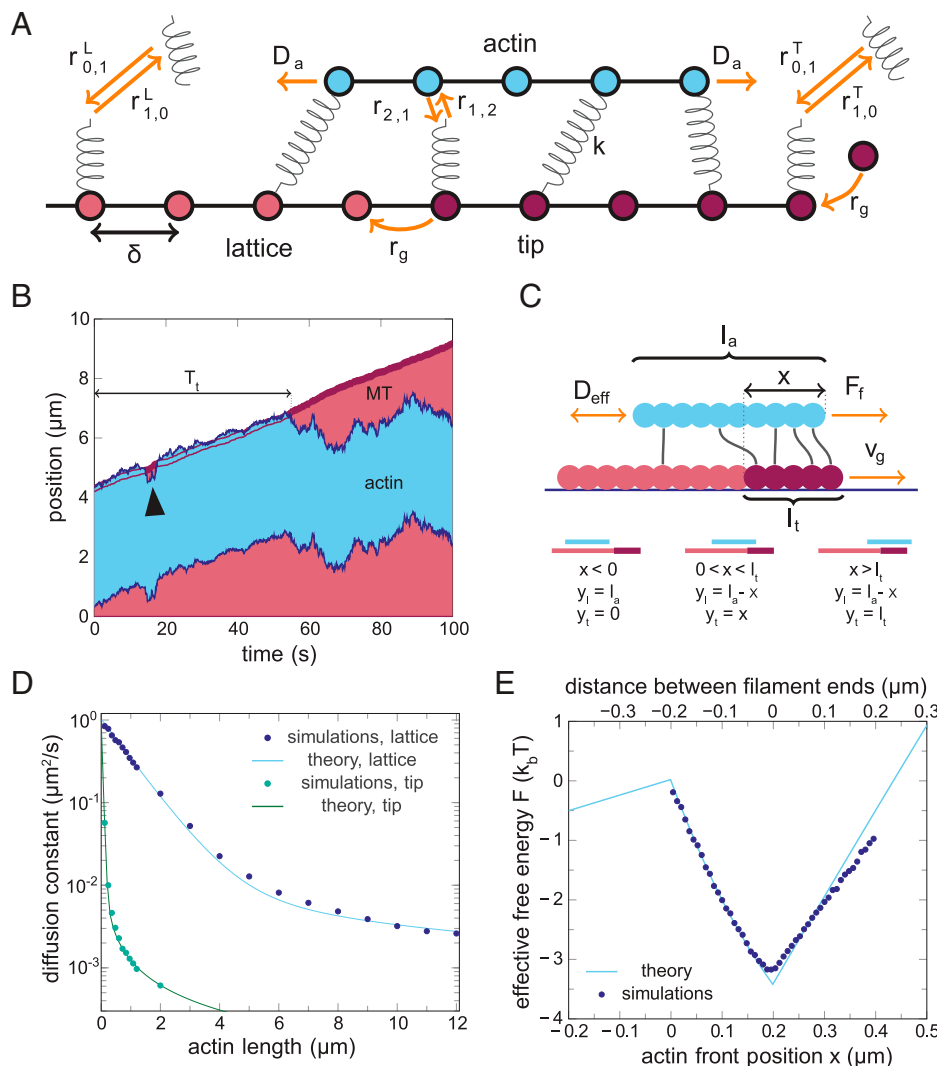 A
r^L_{0,1}
r^L_{1,0}
D_a
actin
D_a
r^T_{0,1}
r^T_{1,0}
r_{2,1}
r_{1,2}
k
δ
lattice
r_g
tip
r_g
B
position (μm)
10
8
6
4
2
0
T_t
MT
actin
0
20
40
60
80
100
time (s)
C
l_a
x
D_eff
F_f
v_g
l_t
x < 0
y_l = l_a
y_t = 0
0 < x < l_t
y_l = l_a - x
y_t = x
x > l_t
y_l = l_a - x
y_t = l_t
D
diffusion constant (μm²/s)
10^0
10^-1
10^-2
10^-3
simulations, lattice
theory, lattice
simulations, tip
theory, tip
0
2
4
6
8
10
12
actin length (μm)
E
distance between filament ends (μm)
−0.3
−0.2
−0.1
0
0.1
0.2
0.3
effective free energy F (k_bT)
0
−1
−2
−3
−4
theory
simulations
−0.2
−0.1
0
0.1
0.2
0.3
0.4
0.5
actin front position x (μm)